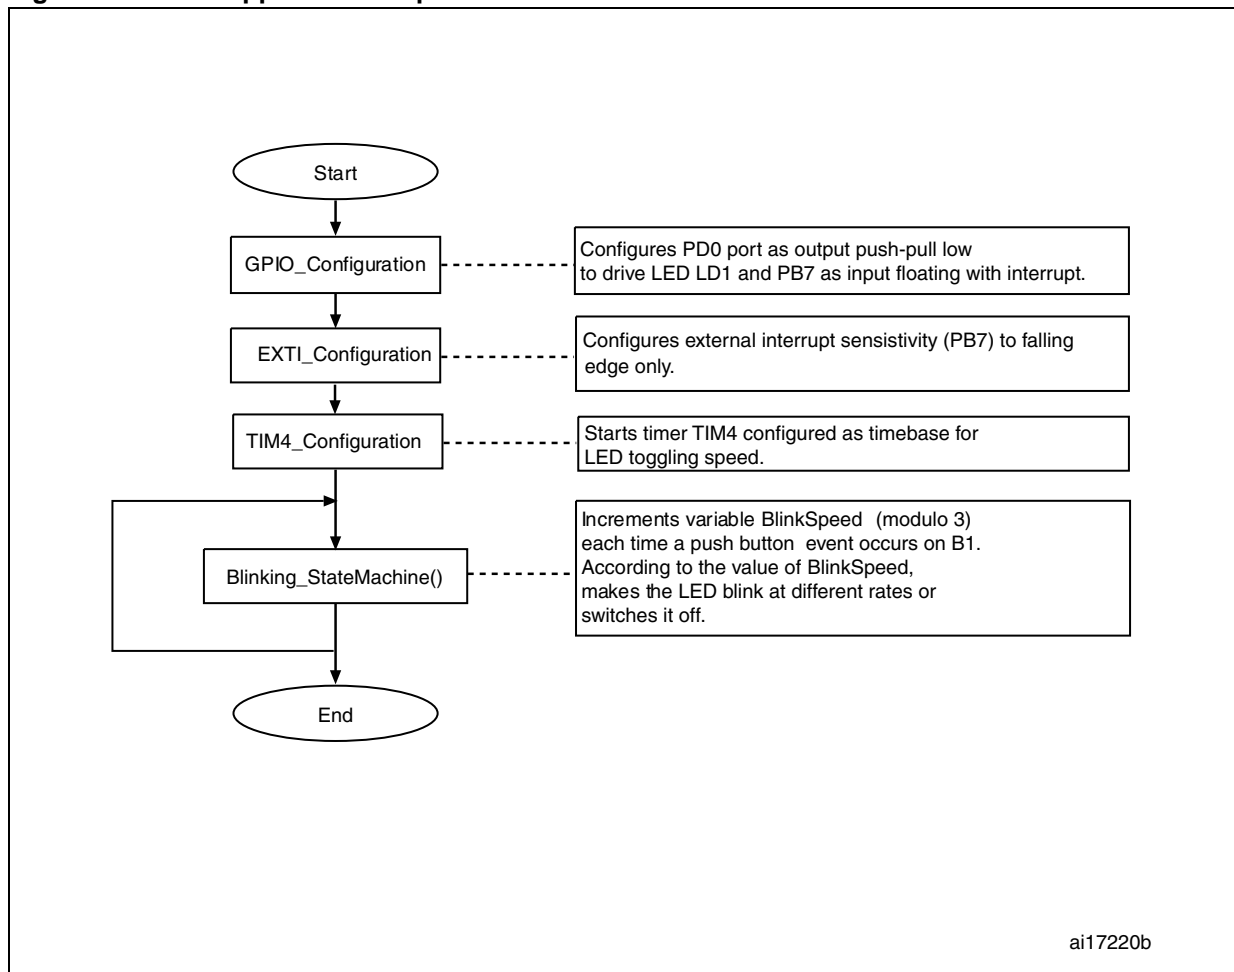 Start
GPIO_Configuration
Configures PD0 port as output push-pull low
to drive LED LD1 and PB7 as input floating with interrupt.
EXTI_Configuration
Configures external interrupt sensistivity (PB7) to falling
edge only.
TIM4_Configuration
Starts timer TIM4 configured as timebase for
LED toggling speed.
Blinking_StateMachine()
Increments variable BlinkSpeed (modulo 3)
each time a push button event occurs on B1.
According to the value of BlinkSpeed,
makes the LED blink at different rates or
switches it off.
End
ai17220b